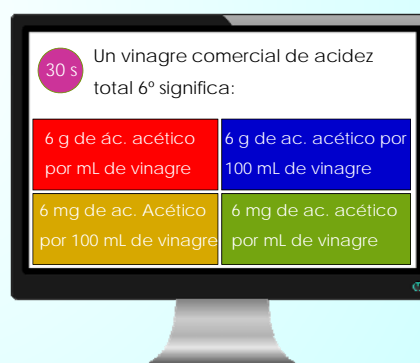 30 s
Un vinagre comercial de acidez
total 6º significa:
6 g de ác. acético
por mL de vinagre
6 g de ac. acético por
100 mL de vinagre
6 mg de ac. Acético
por 100 mL de vinagre
6 mg de ac. acético
por mL de vinagre